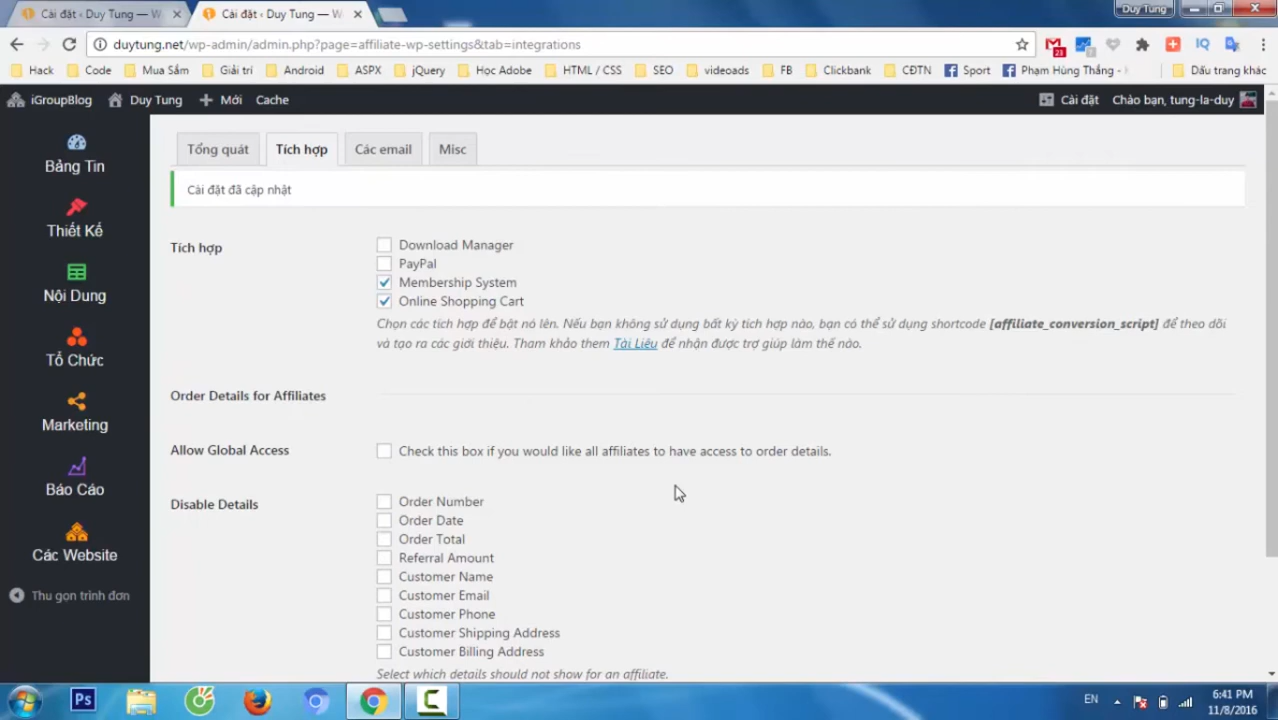 Cài đặt ‹ Duy Tung — W
Cài đặt ‹ Duy Tung — W
Duy Tung
duytung.net/wp-admin/admin.php?page=affiliate-wp-settings&tab=integrations
23
IQ
Hack
Code
Mua Sắm
Giải trí
Android
ASPX
jQuery
Học Adobe
HTML / CSS
SEO
videoads
FB
Clickbank
CĐTN
Sport
Phạm Hùng Thắng -
Dấu trang khác
iGroupBlog
Duy Tung
Mới
Cache
Cài đặt
Chào bạn, tung-la-duy
Bảng Tin
Thiết Kế
Nội Dung
Tổ Chức
Marketing
Báo Cáo
Các Website
Thu gọn trình đơn
Tổng quát
Tích hợp
Các email
Misc
Cài đặt đã cập nhật
Tích hợp
Download Manager
PayPal
Membership System
Online Shopping Cart
Chọn các tích hợp để bật nó lên. Nếu bạn không sử dụng bất kỳ tích hợp nào, bạn có thể sử dụng shortcode [affiliate_conversion_script] để theo dõi
và tạo ra các giới thiệu. Tham khảo them Tài Liệu để nhận được trợ giúp làm thế nào.
Order Details for Affiliates
Allow Global Access
Check this box if you would like all affiliates to have access to order details.
Disable Details
Order Number
Order Date
Order Total
Referral Amount
Customer Name
Customer Email
Customer Phone
Customer Shipping Address
Customer Billing Address
Select which details should not show for an affiliate.
Ps
EN
6:41 PM
11/8/2016